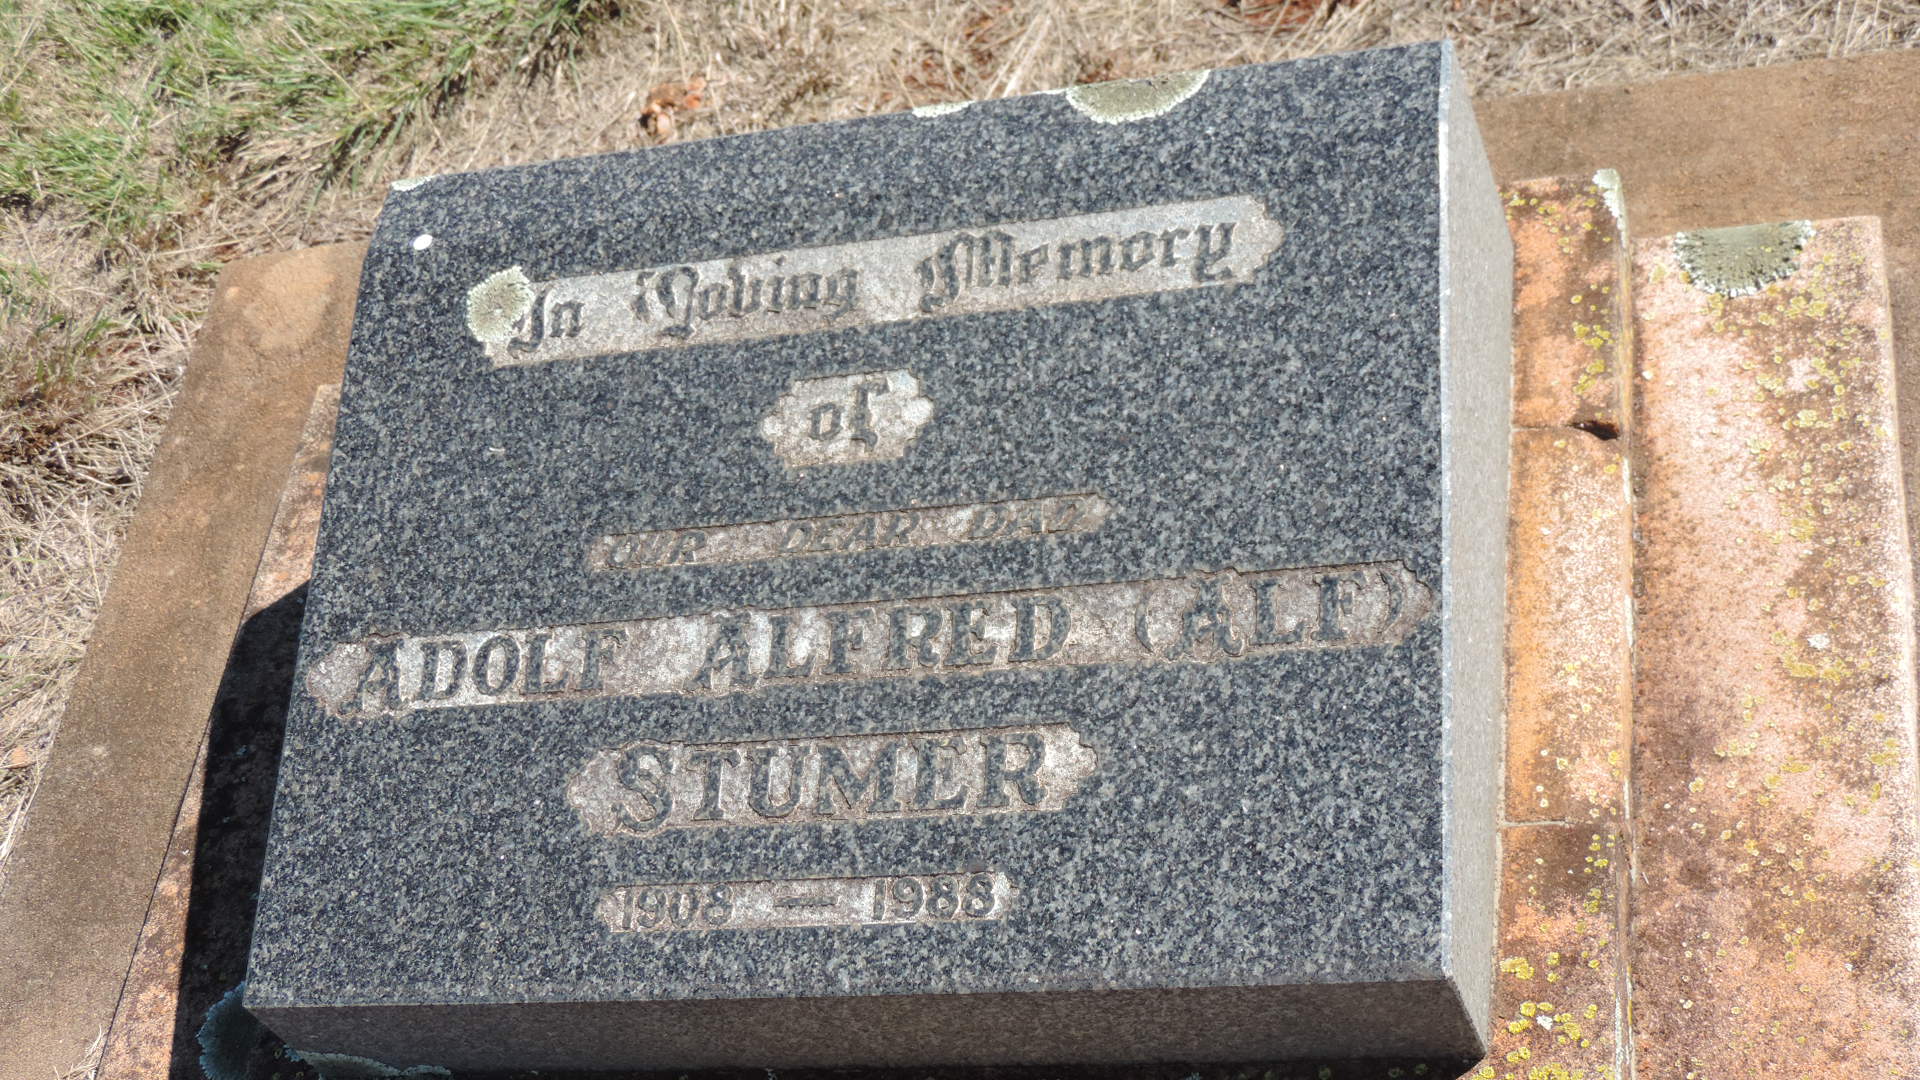 In Loving Memory
of
OUR DEAR DAD
ADOLF ALFRED (ALF)
STUMER
1908 — 1988